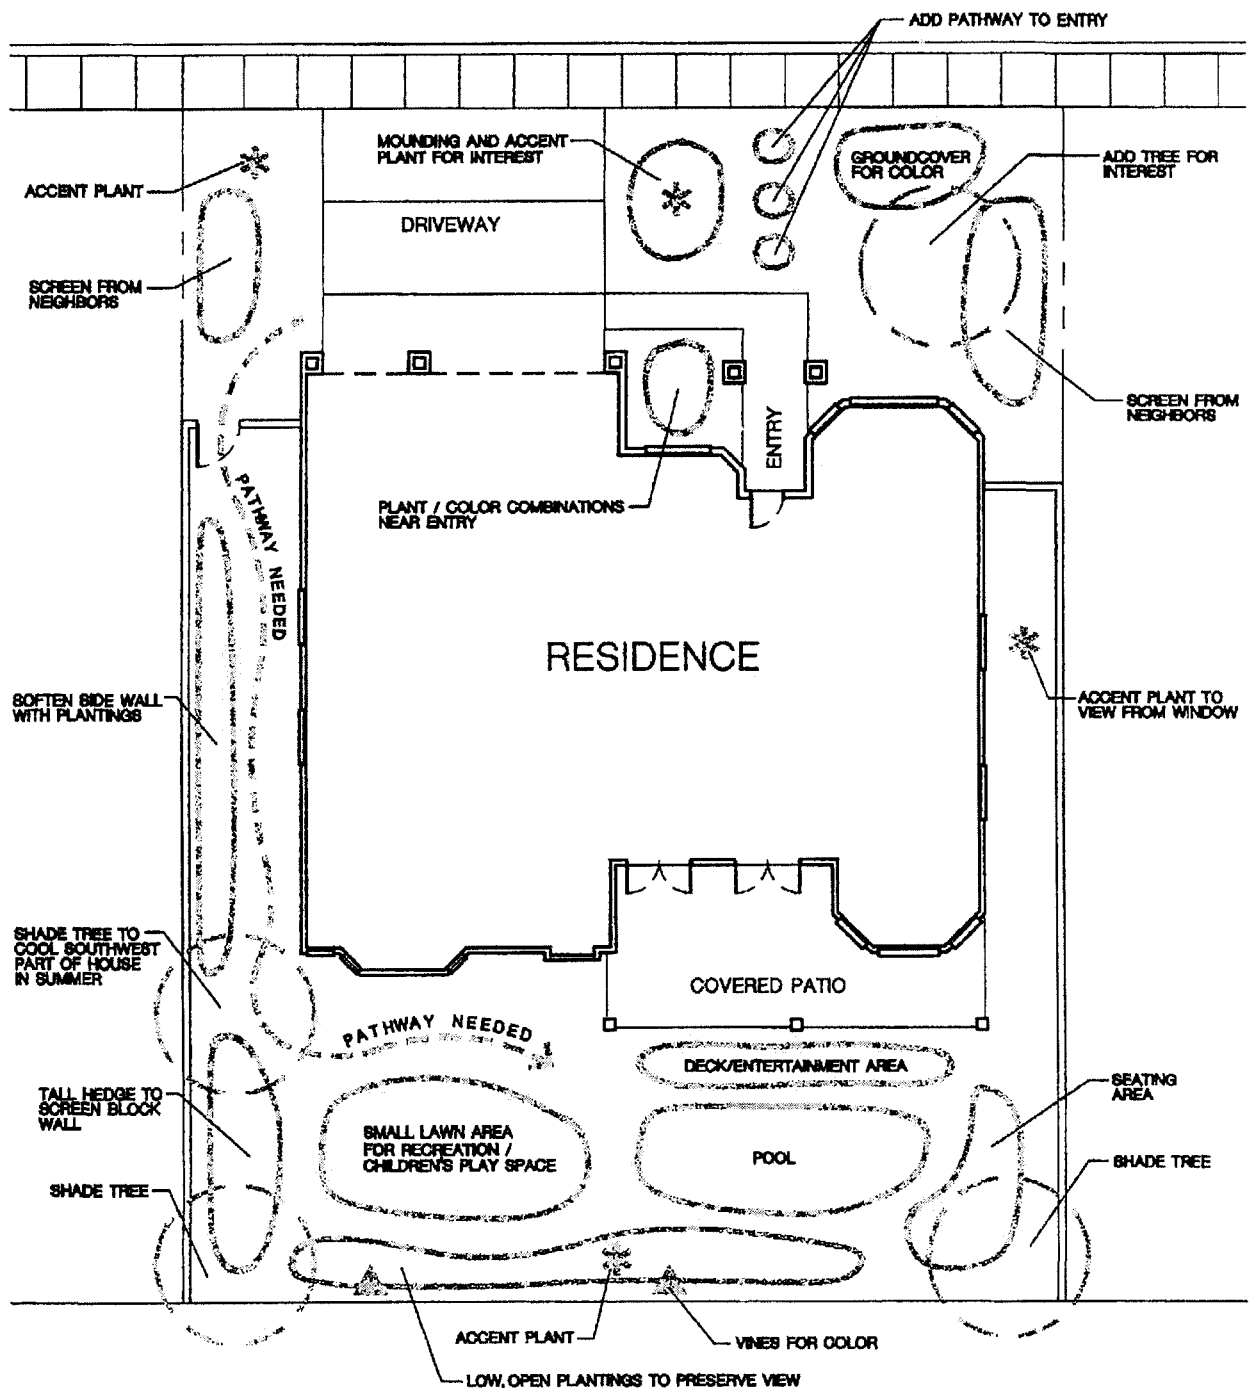 ADD PATHWAY TO ENTRY
MOUNDING AND ACCENT
PLANT FOR INTEREST
GROUNDCOVER
FOR COLOR
ADD TREE FOR
INTEREST
ACCENT PLANT
DRIVEWAY
SCREEN FROM
NEIGHBORS
SCREEN FROM
NEIGHBORS
ENTRY
PLANT / COLOR COMBINATIONS
NEAR ENTRY
PATHWAY NEEDED
RESIDENCE
SOFTEN SIDE WALL
WITH PLANTINGS
ACCENT PLANT TO
VIEW FROM WINDOW
SHADE TREE TO
COOL SOUTHWEST
PART OF HOUSE
IN SUMMER
COVERED PATIO
PATHWAY NEEDED
DECK/ENTERTAINMENT AREA
TALL HEDGE TO
SCREEN BLOCK
WALL
SEATING
AREA
SMALL LAWN AREA
FOR RECREATION /
CHILDREN'S PLAY SPACE
POOL
SHADE TREE
SHADE TREE
ACCENT PLANT
VINES FOR COLOR
LOW, OPEN PLANTINGS TO PRESERVE VIEW